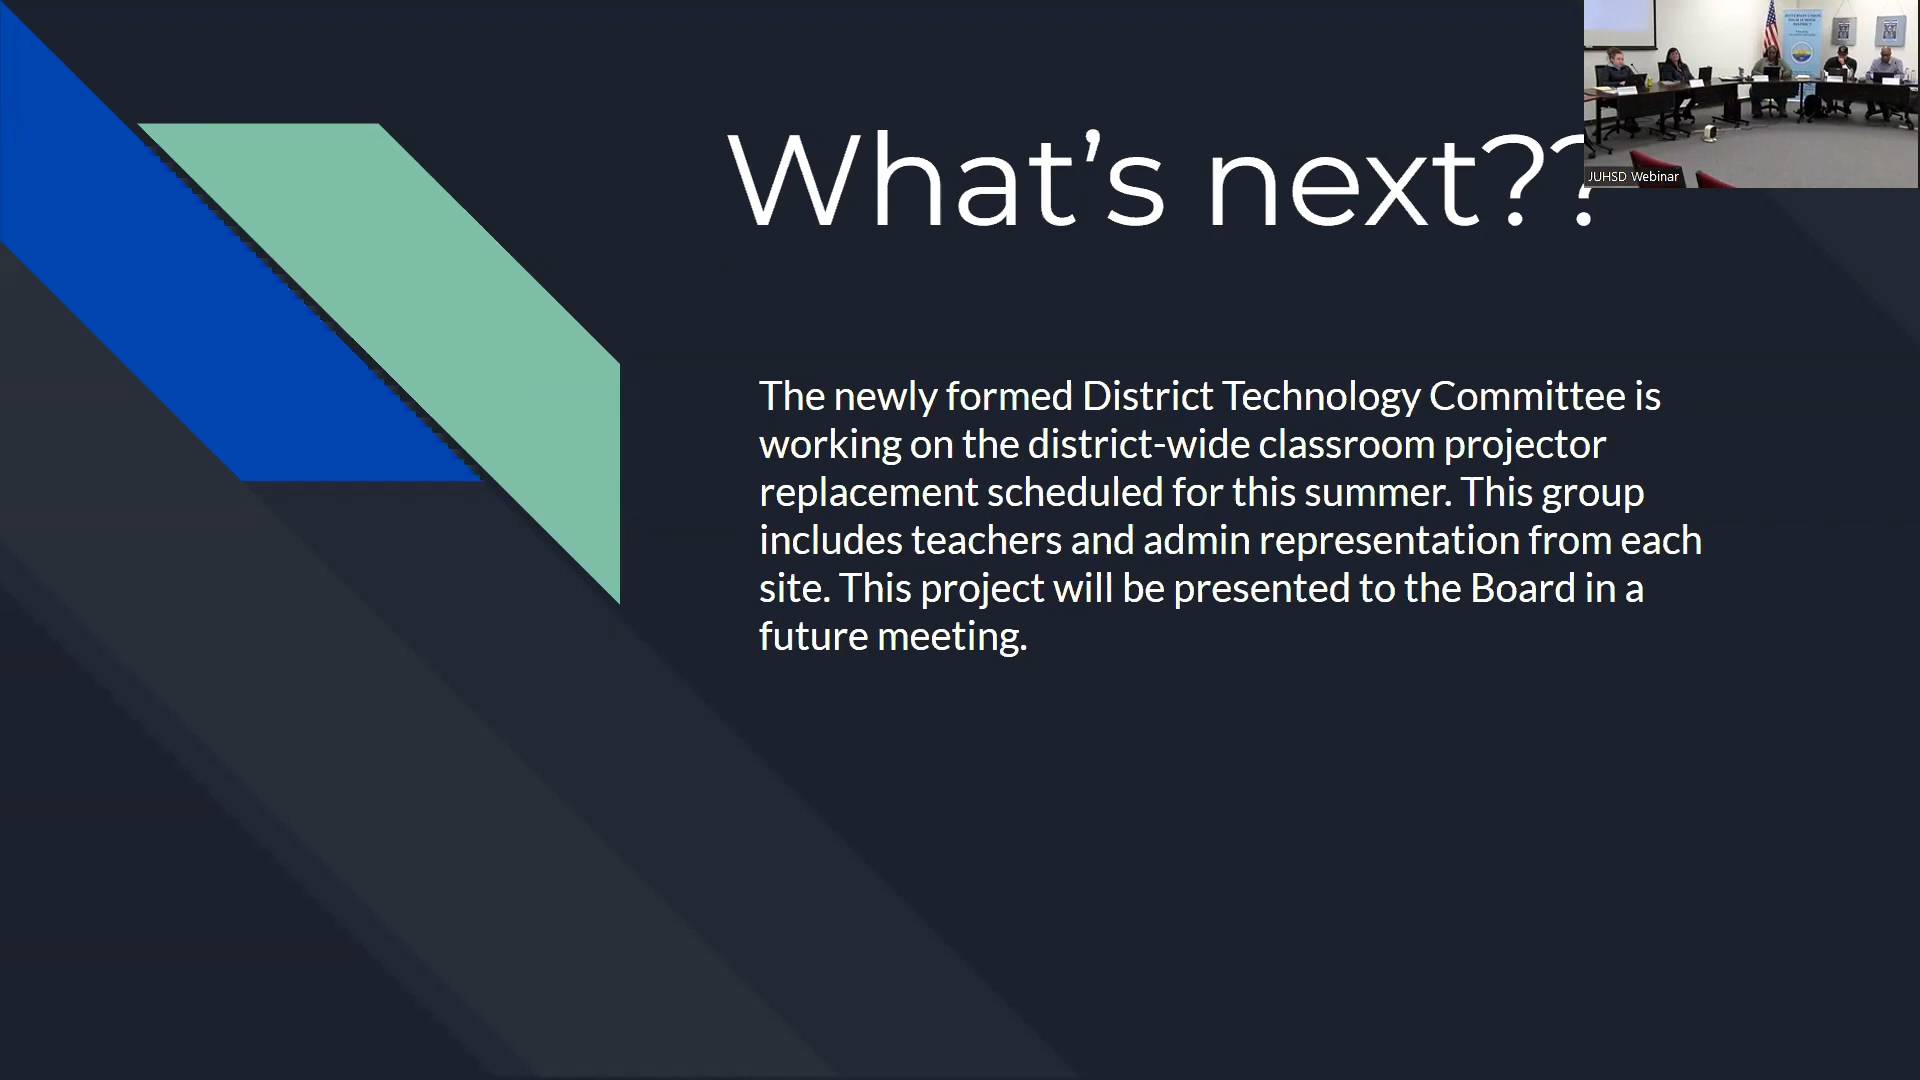 What's next??
JUHSD Webinar
The newly formed District Technology Committee is
working on the district-wide classroom projector
replacement scheduled for this summer. This group
includes teachers and admin representation from each
site. This project will be presented to the Board in a
future meeting.